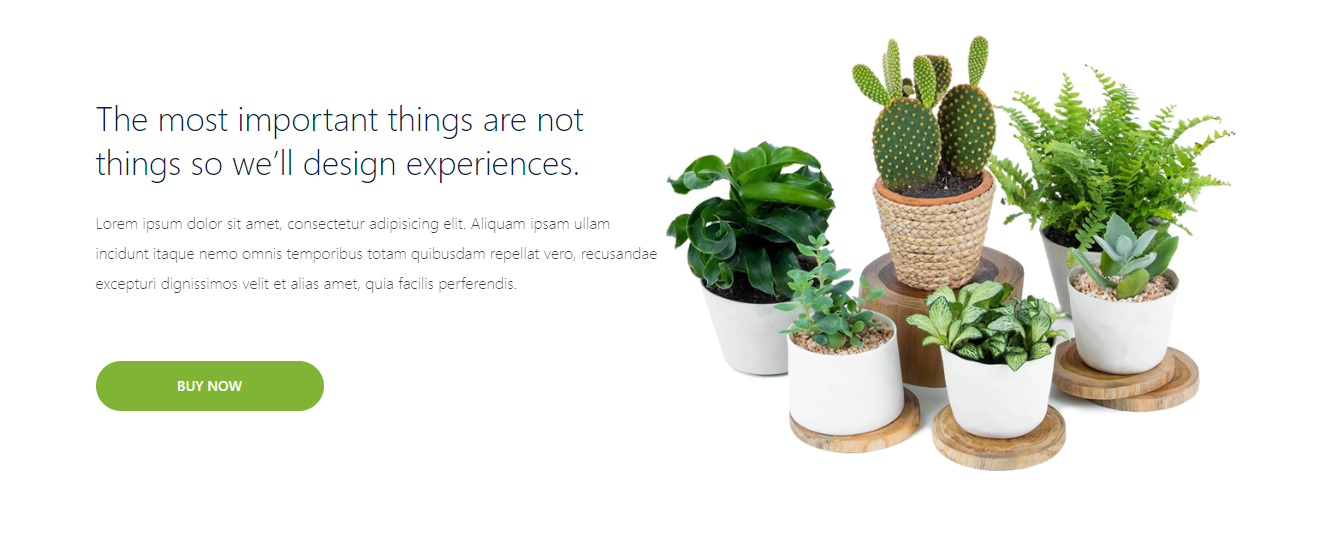 The most important things are not
things so we’ll design experiences.
Lorem ipsum dolor sit amet, consectetur adipisicing elit. Aliquam ipsam ullam
incidunt itaque nemo omnis temporibus totam quibusdam repellat vero, recusandae
excepturi dignissimos velit et alias amet, quia facilis perferendis.
BUY NOW